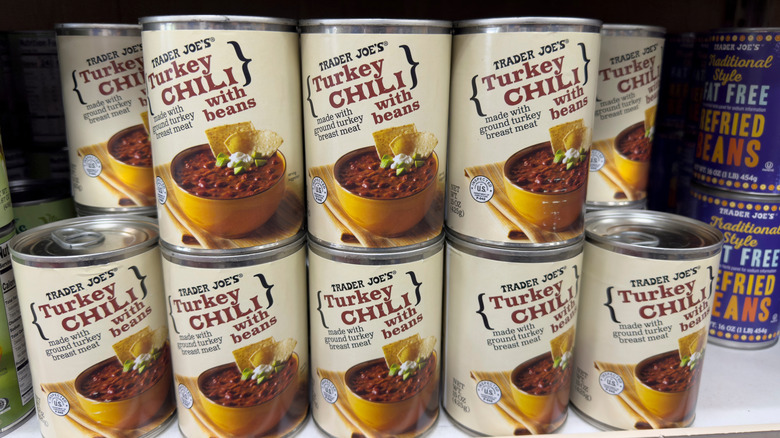 TRADER JOE'S®
Turkey
CHILI
made with
ground turkey
breast meat
with
beans
TRADER JOE'S®
Turkey
CHILI
made with
ground turkey
breast meat
with
beans
TRADER JOE'S®
Turkey
CHILI
made with
ground turkey
breast meat
with
beans
TRADER JOE'S®
Turkey
CHILI
made with
ground turkey
breast meat
with
beans
TRADER JOE'S
Turkey
CHILI
made with
ground turkey
breast meat
TRADER JOE'S
Traditional
Style
FAT FREE
REFRIED
BEANS
NET WT. 16 OZ (1 LB) 454g
TRADER JOE'S®
Turkey
CHILI
made with
ground turkey
breast meat
with
beans
TRADER JOE'S®
Turkey
CHILI
made with
ground turkey
breast meat
with
beans
TRADER JOE'S®
Turkey
CHILI
made with
ground turkey
breast meat
with
beans
TRADER JOE'S®
Turkey
CHILI
made with
ground turkey
breast meat
with
beans
TRADER JOE'S®
Turkey
CHILI
made with
ground turkey
breast meat
with
beans
TRADER JOE'S
Traditional
Style
FAT FREE
REFRIED
BEANS
16 OZ (1 LB) 454g